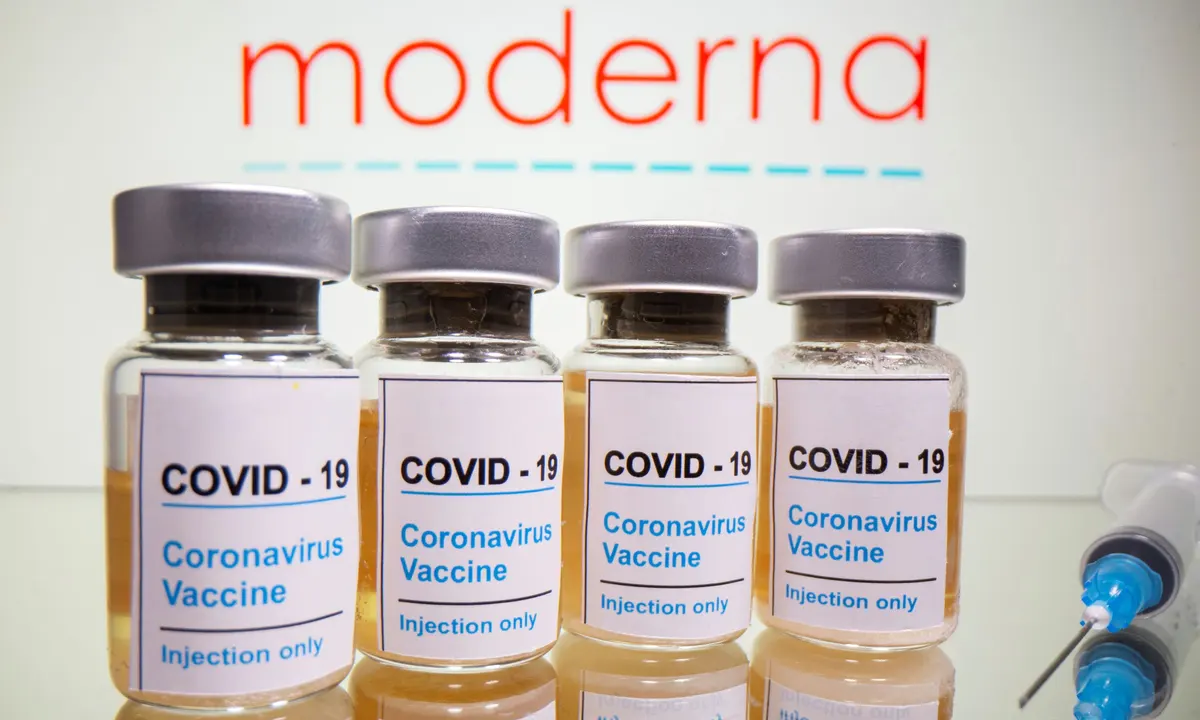 moderna
COVID - 19
Coronavirus
Vaccine
Injection only
COVID - 19
Coronavirus
Vaccine
Injection only
COVID - 19
Coronavirus
Vaccine
Injection only
COVID - 19
Coronavirus
Vaccine
Injection only